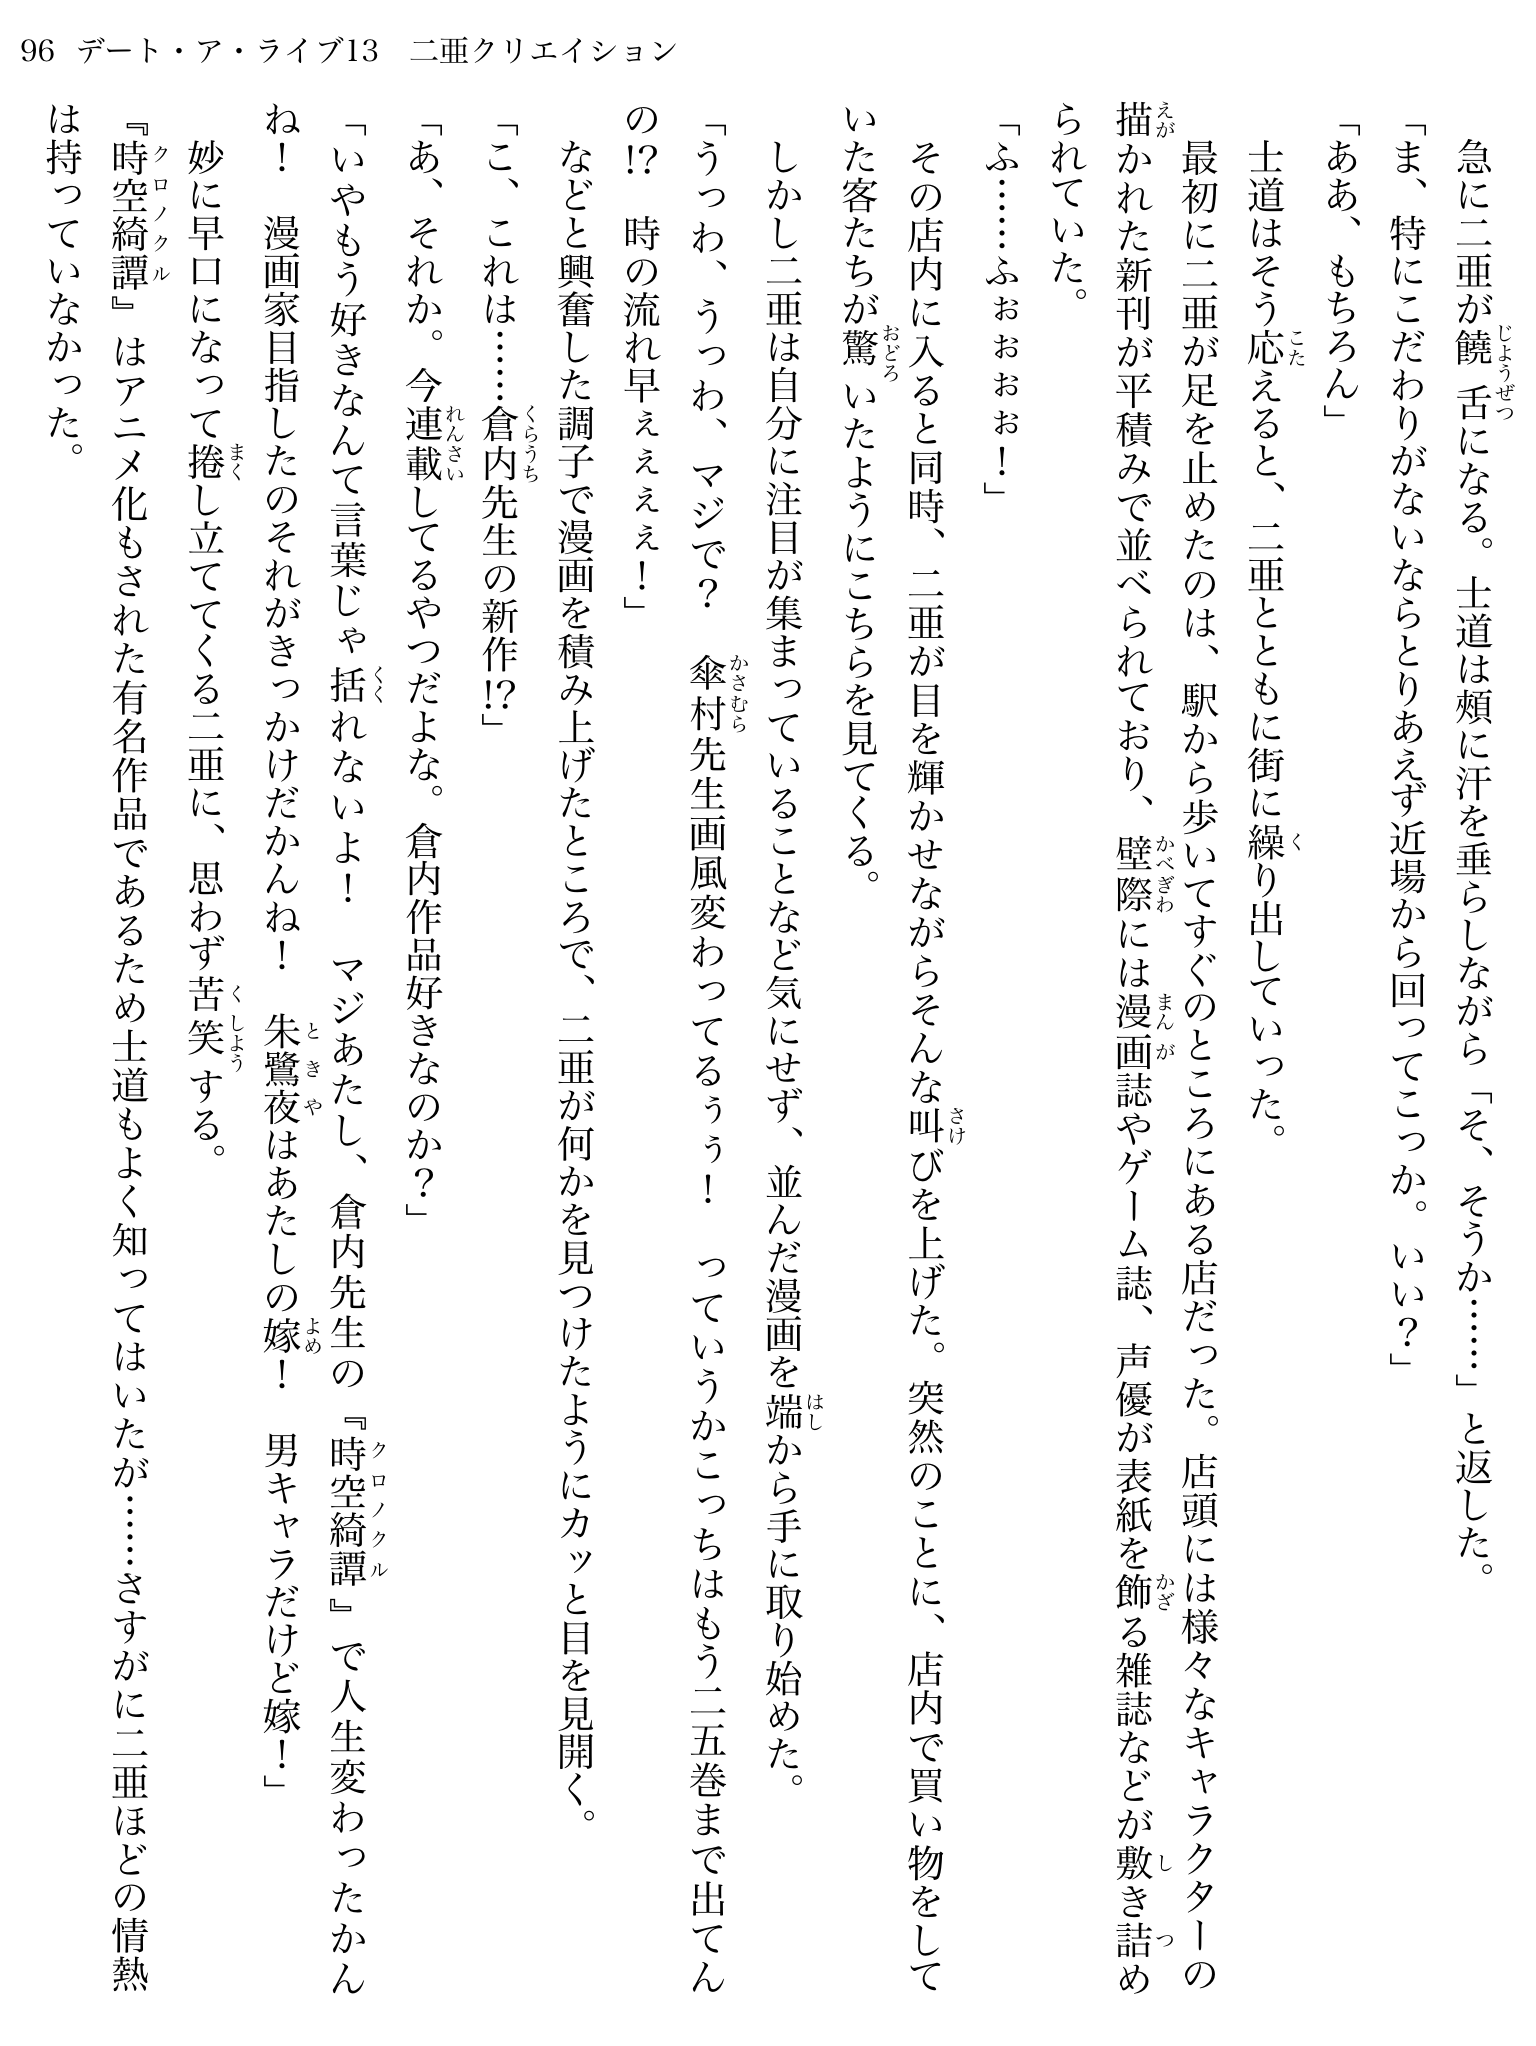 96 デート・ア・ライブ13　二亜クリエイション
　急に二亜が饒舌になる。士道は頰に汗を垂らしながら「そ、そうか……」と返した。
「ま、特にこだわりがないならとりあえず近場から回ってこっか。いい？」
「ああ、もちろん」
　士道はそう応えると、二亜とともに街に繰り出していった。
　最初に二亜が足を止めたのは、駅から歩いてすぐのところにある店だった。店頭には様々なキャラクターの
描かれた新刊が平積みで並べられており、壁際には漫画誌やゲーム誌、声優が表紙を飾る雑誌などが敷き詰め
られていた。
「ふ……ふぉぉぉぉ！」
　その店内に入ると同時、二亜が目を輝かせながらそんな叫びを上げた。突然のことに、店内で買い物をして
いた客たちが驚いたようにこちらを見てくる。
　しかし二亜は自分に注目が集まっていることなど気にせず、並んだ漫画を端から手に取り始めた。
「うっわ、うっわ、マジで？　傘村先生画風変わってるぅぅ！　っていうかこっちはもう二五巻まで出てん
の!?　時の流れ早ぇぇぇぇ！」
　などと興奮した調子で漫画を積み上げたところで、二亜が何かを見つけたようにカッと目を見開く。
「こ、これは……倉内先生の新作!?」
「あ、それか。今連載してるやつだよな。倉内作品好きなのか？」
「いやもう好きなんて言葉じゃ括れないよ！　マジあたし、倉内先生の『時空綺譚』で人生変わったかん
ね！　漫画家目指したのそれがきっかけだかんね！　朱鷺夜はあたしの嫁！　男キャラだけど嫁！」
　妙に早口になって捲し立ててくる二亜に、思わず苦笑する。
『時空綺譚』はアニメ化もされた有名作品であるため士道もよく知ってはいたが……さすがに二亜ほどの情熱
は持っていなかった。